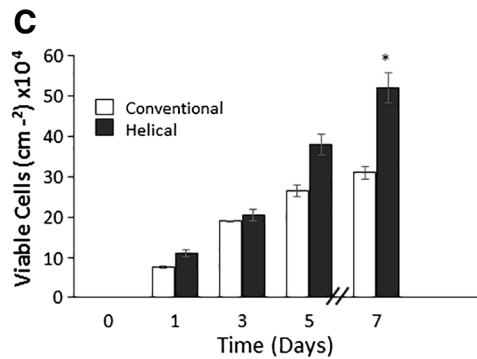 C
Viable Cells (cm⁻²) x10⁴
60
50
40
30
20
10
0
Conventional
Helical
*
0 1 3 5 7
Time (Days)